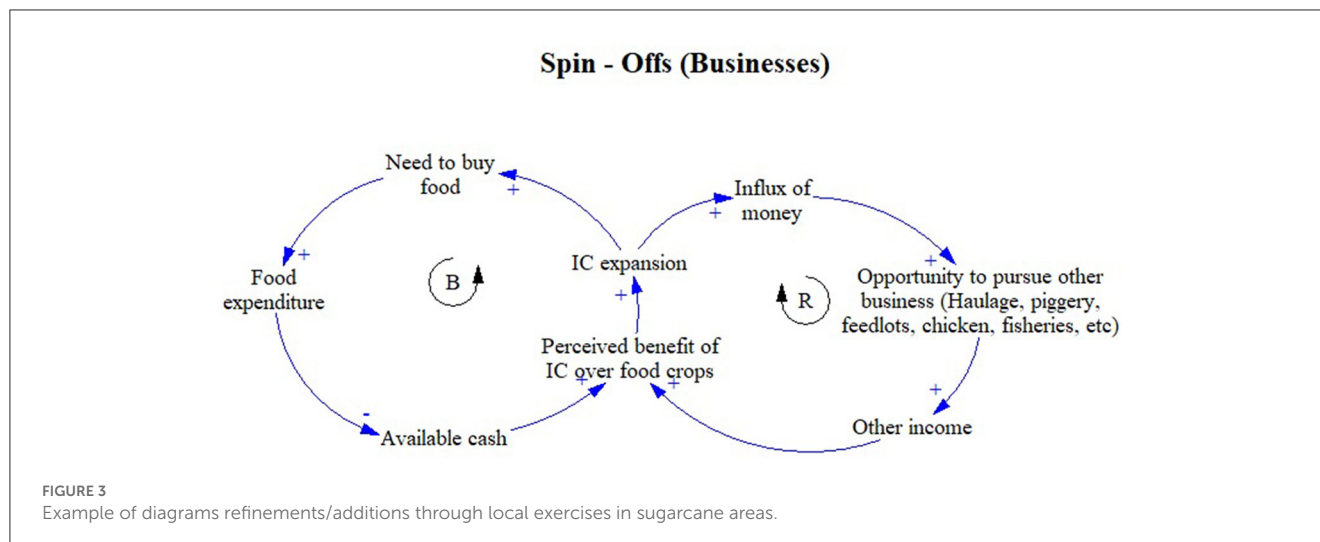 Spin - Offs (Businesses)
Need to buy
food
+
+
Food
expenditure
B
-
Available cash
IC expansion
+
Perceived benefit of
IC over food crops
+
+
Influx of
money
+
+
Opportunity to pursue other
business (Haulage, piggery,
feedlots, chicken, fisheries, etc)
R
+
Other income
FIGURE 3
Example of diagrams refinements/additions through local exercises in sugarcane areas.